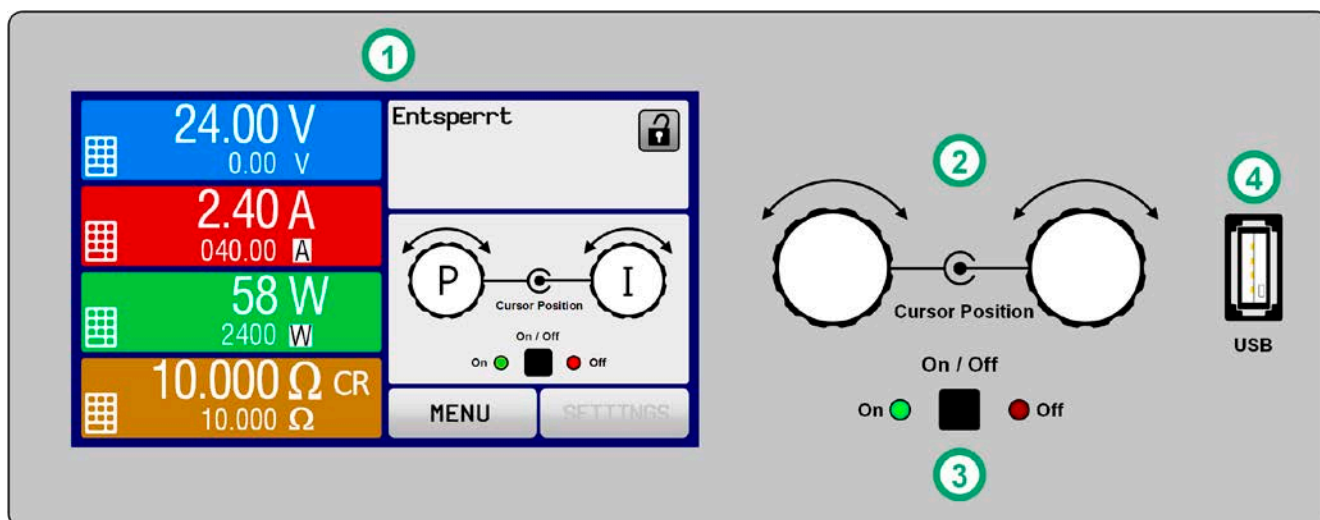 1
24.00 V
0.00 V
2.40 A
040.00 A
58 W
2400 W
10.000 Ω CR
10.000 Ω
Entsperrt
P
I
Cursor Position
On / Off
On
Off
MENU
SETTINGS
2
Cursor Position
On / Off
On
Off
3
4
USB